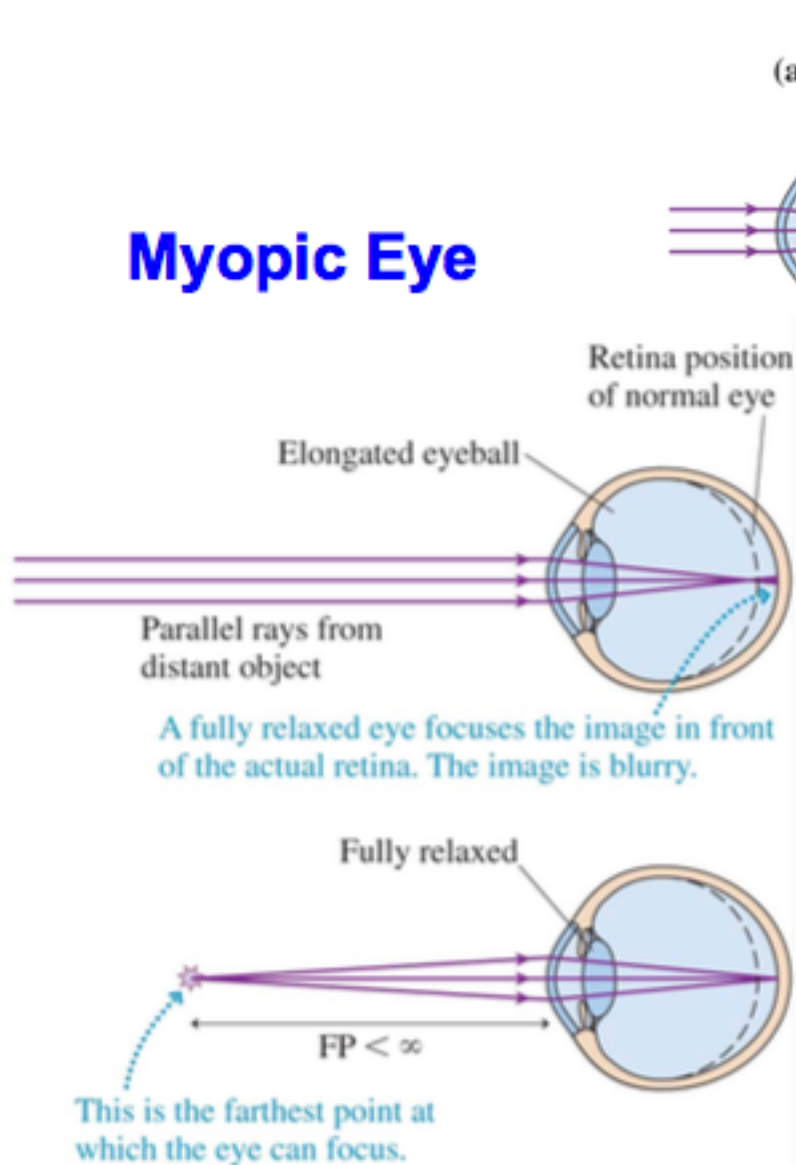 (a
Myopic Eye
Retina position
of normal eye
Elongated eyeball
Parallel rays from
distant object
A fully relaxed eye focuses the image in front
of the actual retina. The image is blurry.
Fully relaxed
FP < ∞
This is the farthest point at
which the eye can focus.